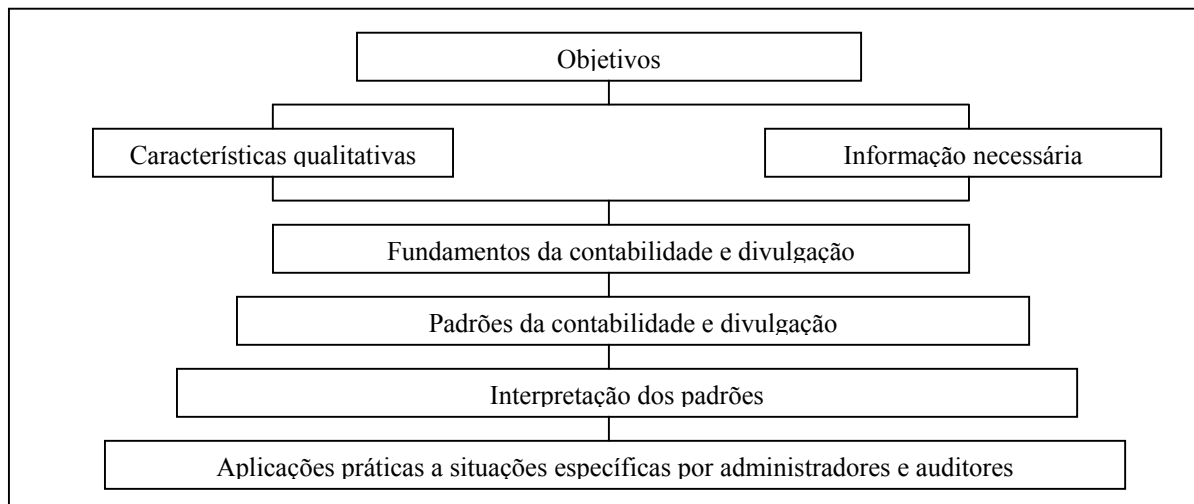 Objetivos
Características qualitativas
Informação necessária
Fundamentos da contabilidade e divulgação
Padrões da contabilidade e divulgação
Interpretação dos padrões
Aplicações práticas a situações específicas por administradores e auditores